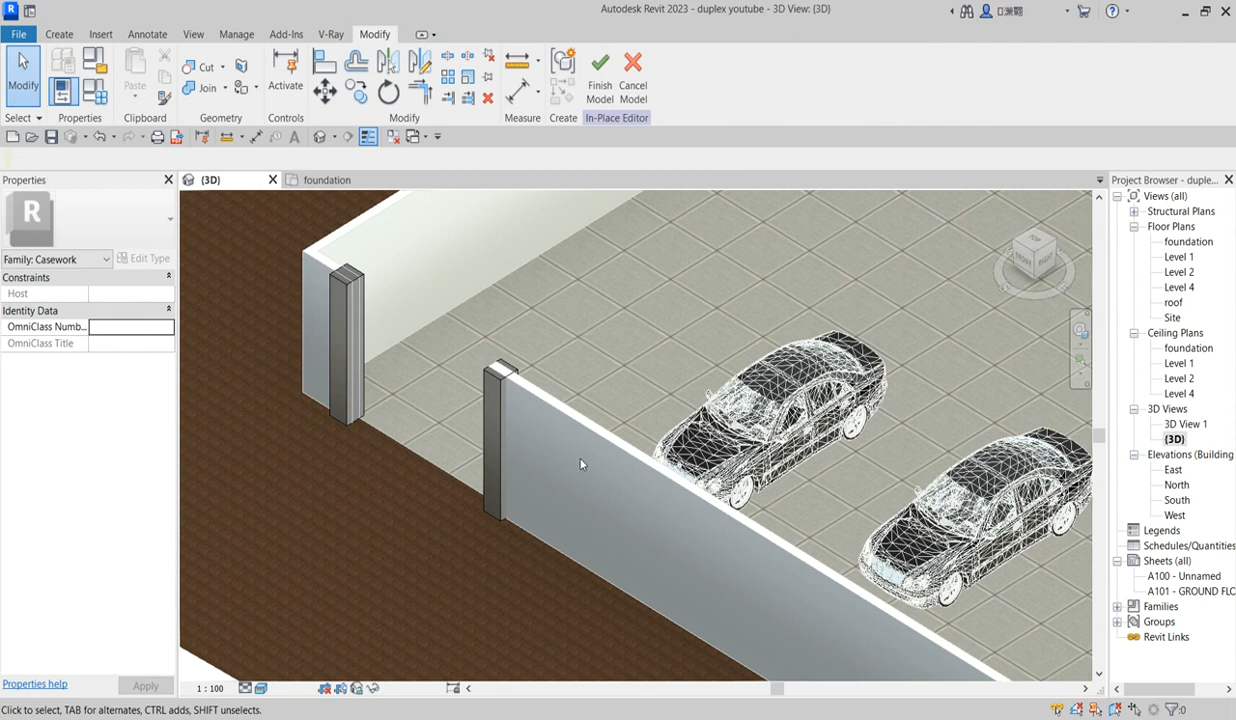 Autodesk Revit 2023 - duplex youtube - 3D View: {3D}
File Create Insert Annotate View Manage Add-Ins V-Ray Modify
Modify Paste Cut Join Activate Finish Model Cancel Model
Select Properties Clipboard Geometry Controls Modify Measure Create In-Place Editor
Properties
{3D}
foundation
Project Browser - duple...
R
Family: Casework
Edit Type
Constraints
Host
Identity Data
OmniClass Numb...
OmniClass Title
TOP
FRONT
RIGHT
Views (all)
Structural Plans
Floor Plans
foundation
Level 1
Level 2
Level 4
roof
Site
Ceiling Plans
foundation
Level 1
Level 2
Level 4
3D Views
3D View 1
{3D}
Elevations (Building
East
North
South
West
Legends
Schedules/Quantities
Sheets (all)
A100 - Unnamed
A101 - GROUND FLO
Families
Groups
Revit Links
Properties help
Apply
1 : 100
Click to select, TAB for alternates, CTRL adds, SHIFT unselects.
:0